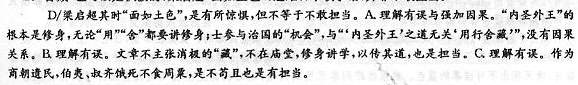 D/梁启超其时“面如土色”,是有所惊惧,但不等于不敢担当。A.理解有误与强加因果。“内圣外王”的
根本是修身,无论“用”“舍”都要讲修身;士参与治国的“机会”,与“‘内圣外王’之道无关‘用行舍藏’”,没有因果
关系。B.理解有误。文章不主张消极的“藏”,不在庙堂,修身讲学,以传其道,也是担当。C.理解有误。作为
商朝遗民,伯夷、叔齐饿死不食周粟,是不苟且也是有担当。